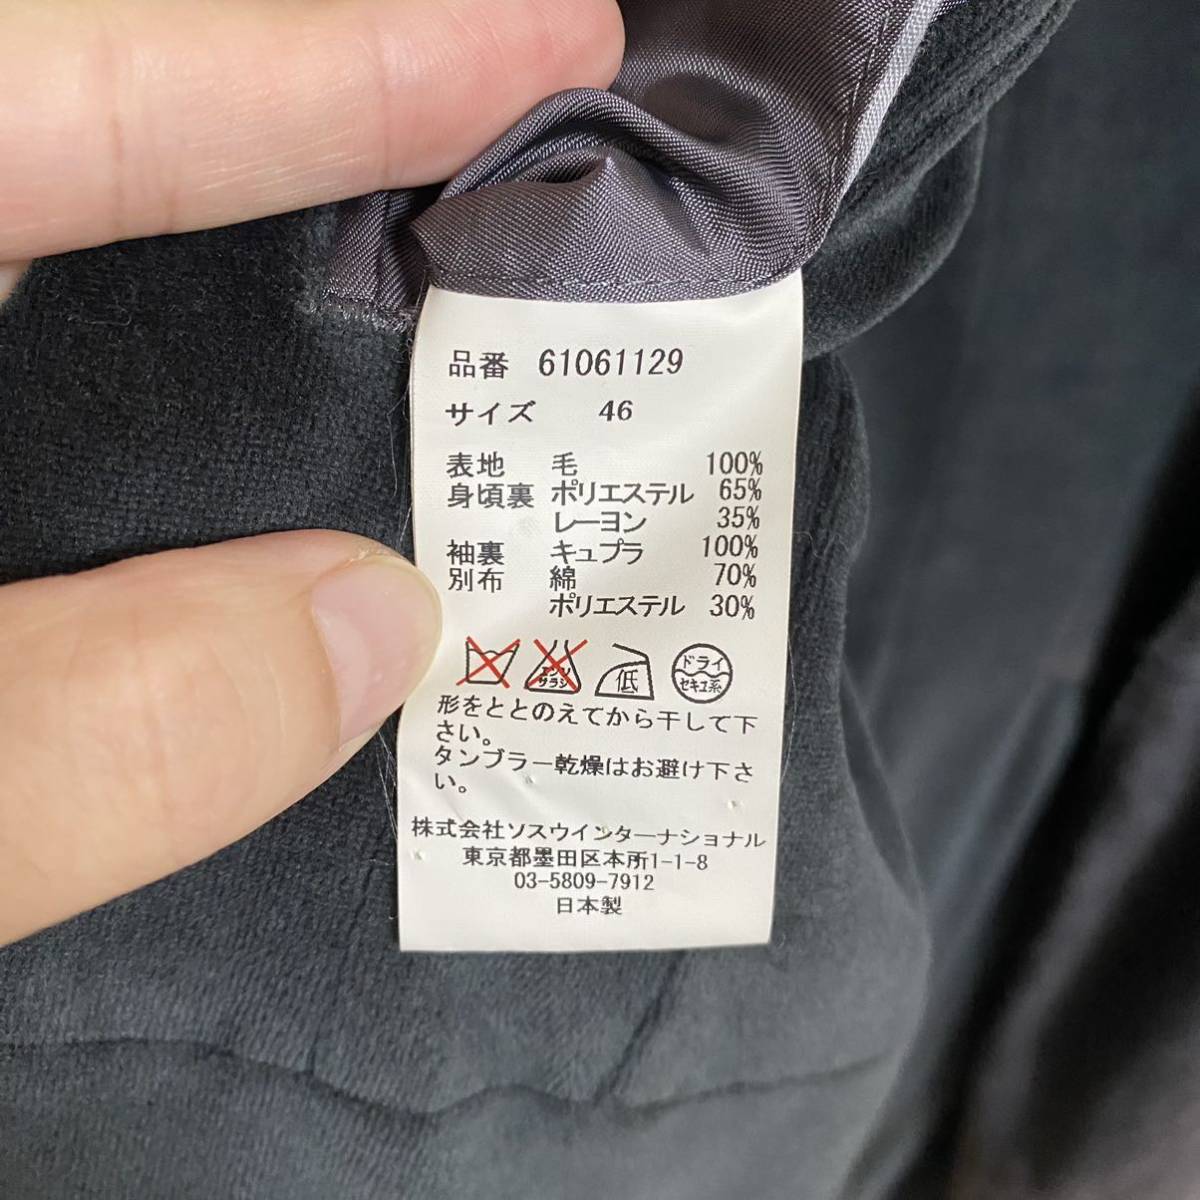 品番 61061129
サイズ 46
表地 毛 100%
身頃裏 ポリエステル 65%
レーヨン 35%
袖裏 キュプラ 100%
別布 綿 70%
ポリエステル 30%
エンソサラシ 低 ドライセキユ系
形をととのえてから干して下
さい。
タンブラー乾燥はお避け下さ
い。
株式会社ソスウインターナショナル
東京都墨田区本所1-1-8
03-5809-7912
日本製